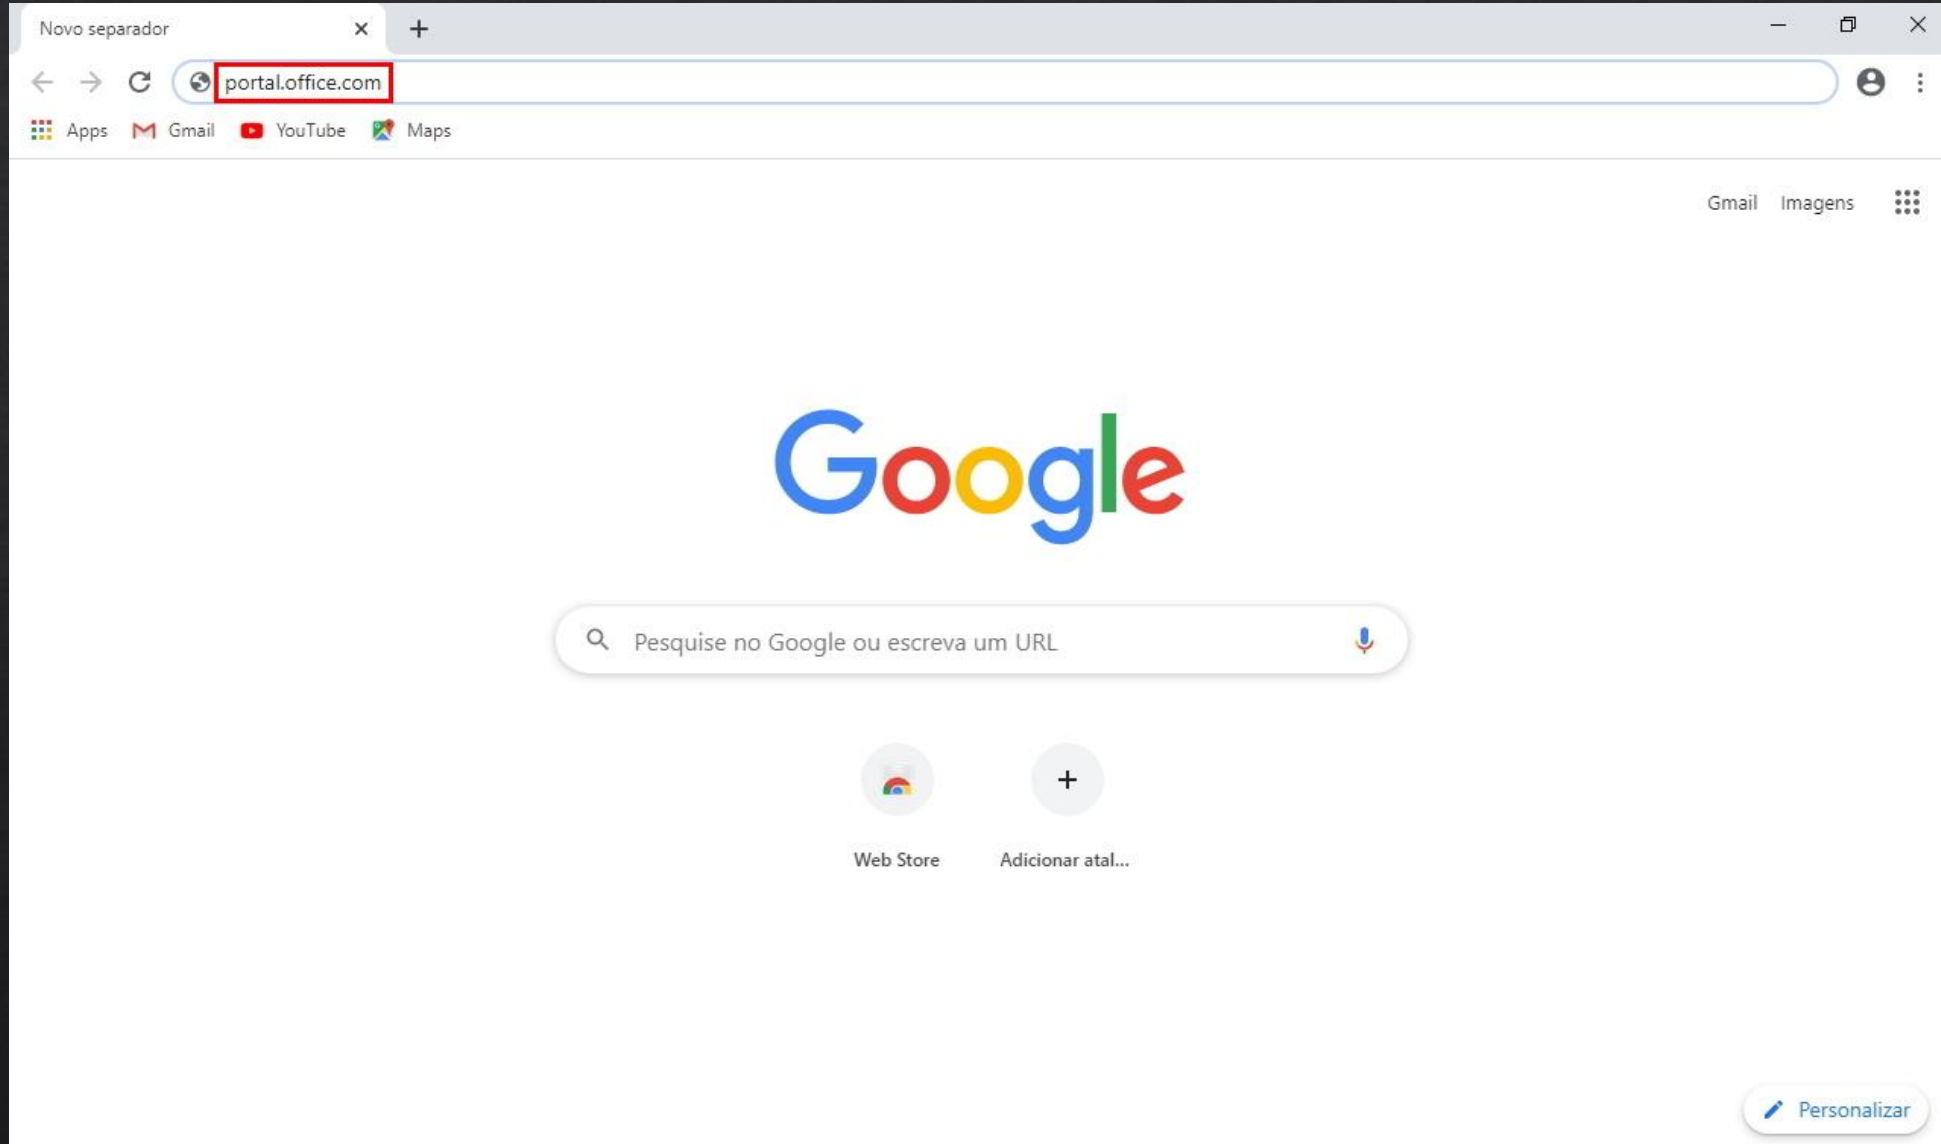 Novo separador
portal.office.com
Apps Gmail YouTube Maps
Gmail Imagens
Google
Pesquise no Google ou escreva um URL
Web Store Adicionar atal...
Personalizar